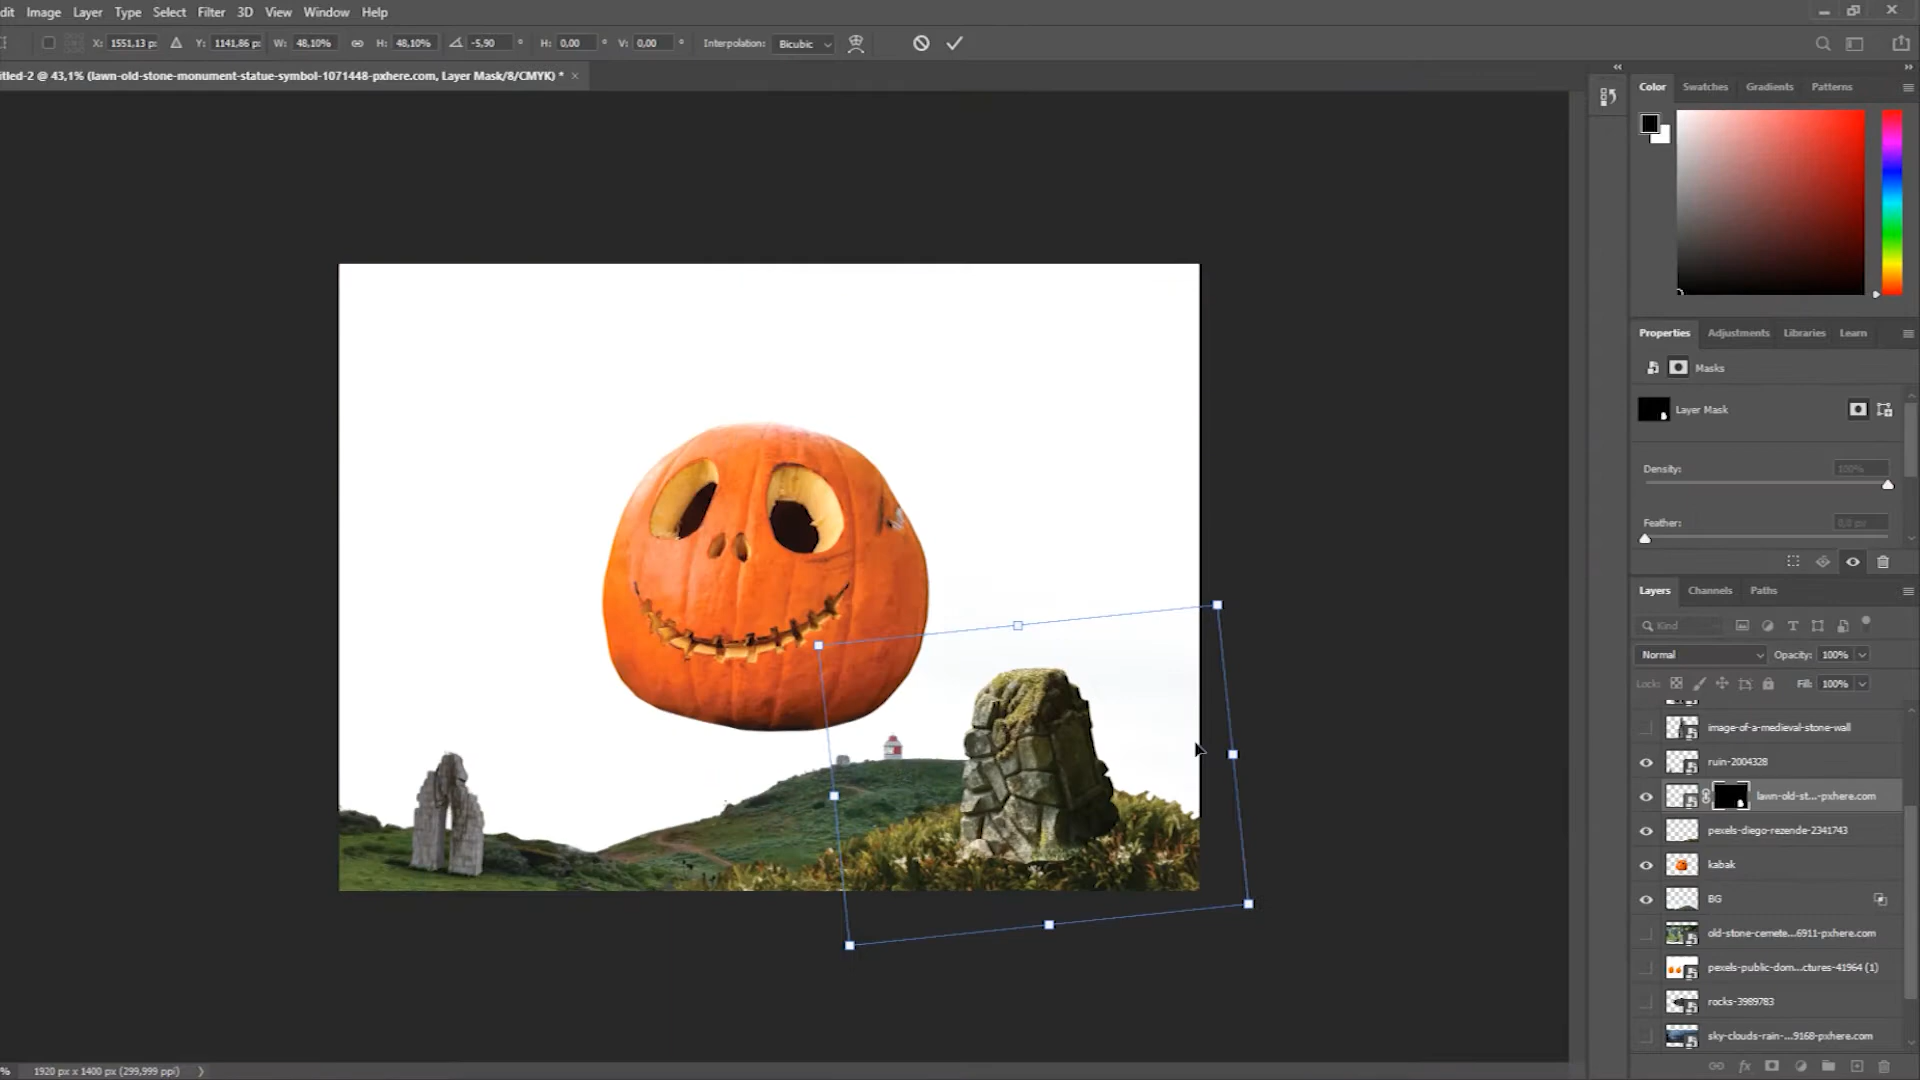 dit Image Layer Type Select Filter 3D View Window Help
X: 1551,13 p: Y: 1141,86 p: W: 48,10% H: 48,10% -5,90 ° H: 0,00 ° V: 0,00 ° Interpolation: Bicubic
itled-2 @ 43,1% (lawn-old-stone-monument-statue-symbol-1071448-pxhere.com, Layer Mask/8/CMYK) *
Color Swatches Gradients Patterns
Properties Adjustments Libraries Learn
Masks
Layer Mask
Density: 100%
Feather: 0,0 px
Layers Channels Paths
Kind
Normal Opacity: 100%
Lock: Fill: 100%
image-of-a-medieval-stone-wall
ruin-2004328
lawn-old-st...-pxhere.com
pexels-diego-rezende-2341743
kabak
BG
old-stone-cemete...6911-pxhere.com
pexels-public-dom...ctures-41964 (1)
rocks-3989783
sky-clouds-rain-...9168-pxhere.com
fx
% 1920 px x 1400 px (299,999 ppi)